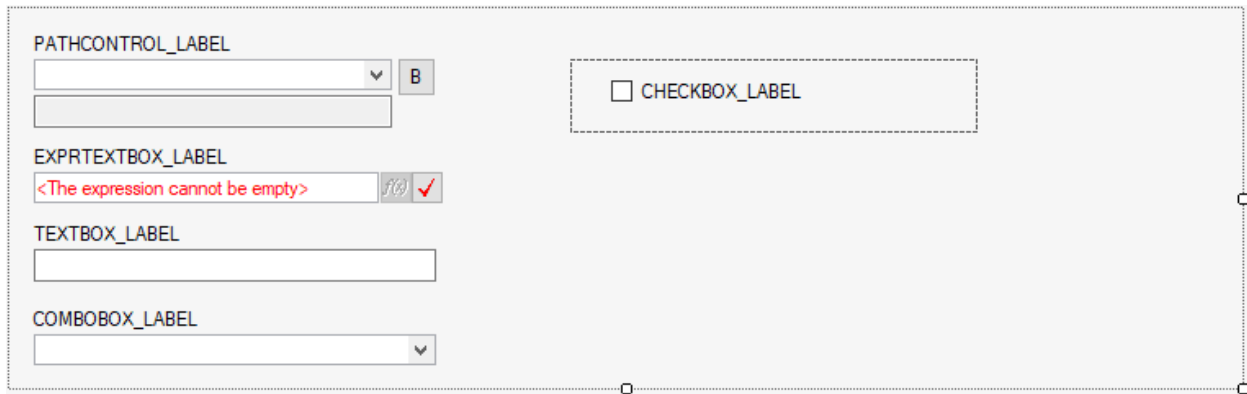 PATHCONTROL_LABEL
B
CHECKBOX_LABEL
EXPRTEXTBOX_LABEL
<The expression cannot be empty>
f(x)
TEXTBOX_LABEL
COMBOBOX_LABEL